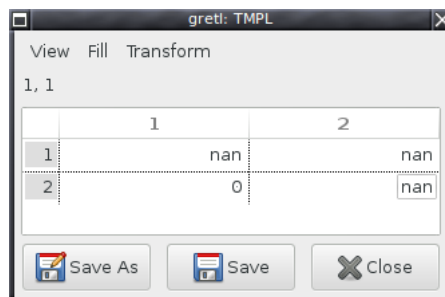 gretl: TMPL
View Fill Transform
1, 1
1 2
1 nan nan
2 0 nan
Save As Save Close